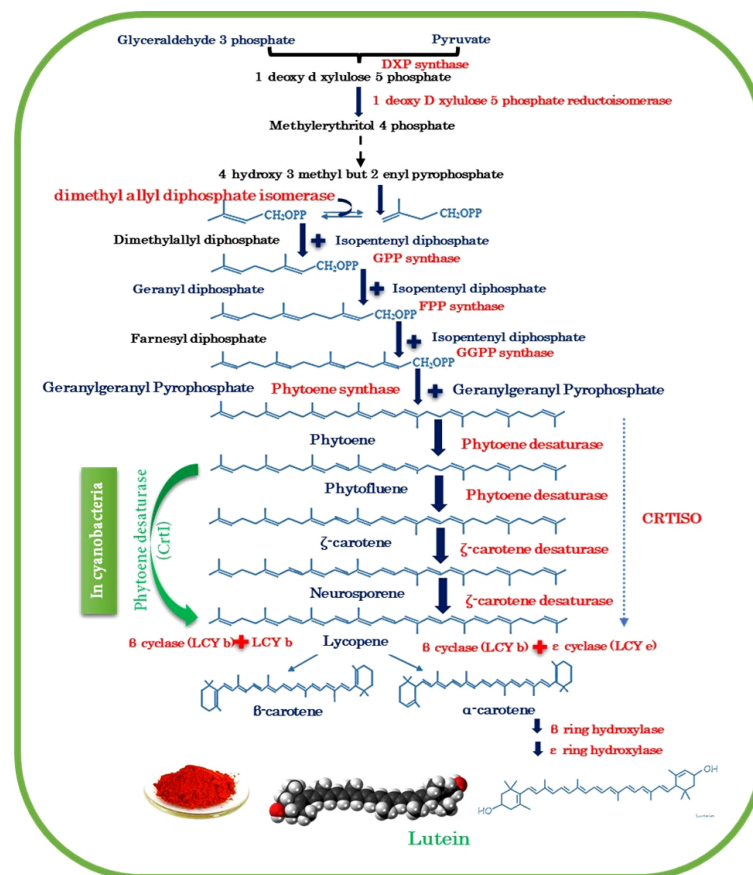 Glyceraldehyde 3 phosphate
Pyruvate
DXP synthase
1 deoxy d xylulose 5 phosphate
1 deoxy D xylulose 5 phosphate reductoisomerase
Methylerythritol 4 phosphate
4 hydroxy 3 methyl but 2 enyl pyrophosphate
dimethyl allyl diphosphate isomerase
CH₂OPP
CH₂OPP
Dimethylallyl diphosphate
Isopentenyl diphosphate
GPP synthase
CH₂OPP
Geranyl diphosphate
Isopentenyl diphosphate
FPP synthase
CH₂OPP
Farnesyl diphosphate
Isopentenyl diphosphate
GGPP synthase
CH₂OPP
Geranylgeranyl Pyrophosphate
Phytoene synthase
Geranylgeranyl Pyrophosphate
Phytoene
Phytoene desaturase
Phytofluene
Phytoene desaturase
In cyanobacteria
Phytoene desaturase
(CrtI)
CRTISO
ζ-carotene
ζ-carotene desaturase
Neurosporene
ζ-carotene desaturase
ß cyclase (LCY b) + LCY b
Lycopene
ß cyclase (LCY b) + ε cyclase (LCY e)
ß-carotene
α-carotene
ß ring hydroxylase
ε ring hydroxylase
OH
HO
Lutein
Lutein